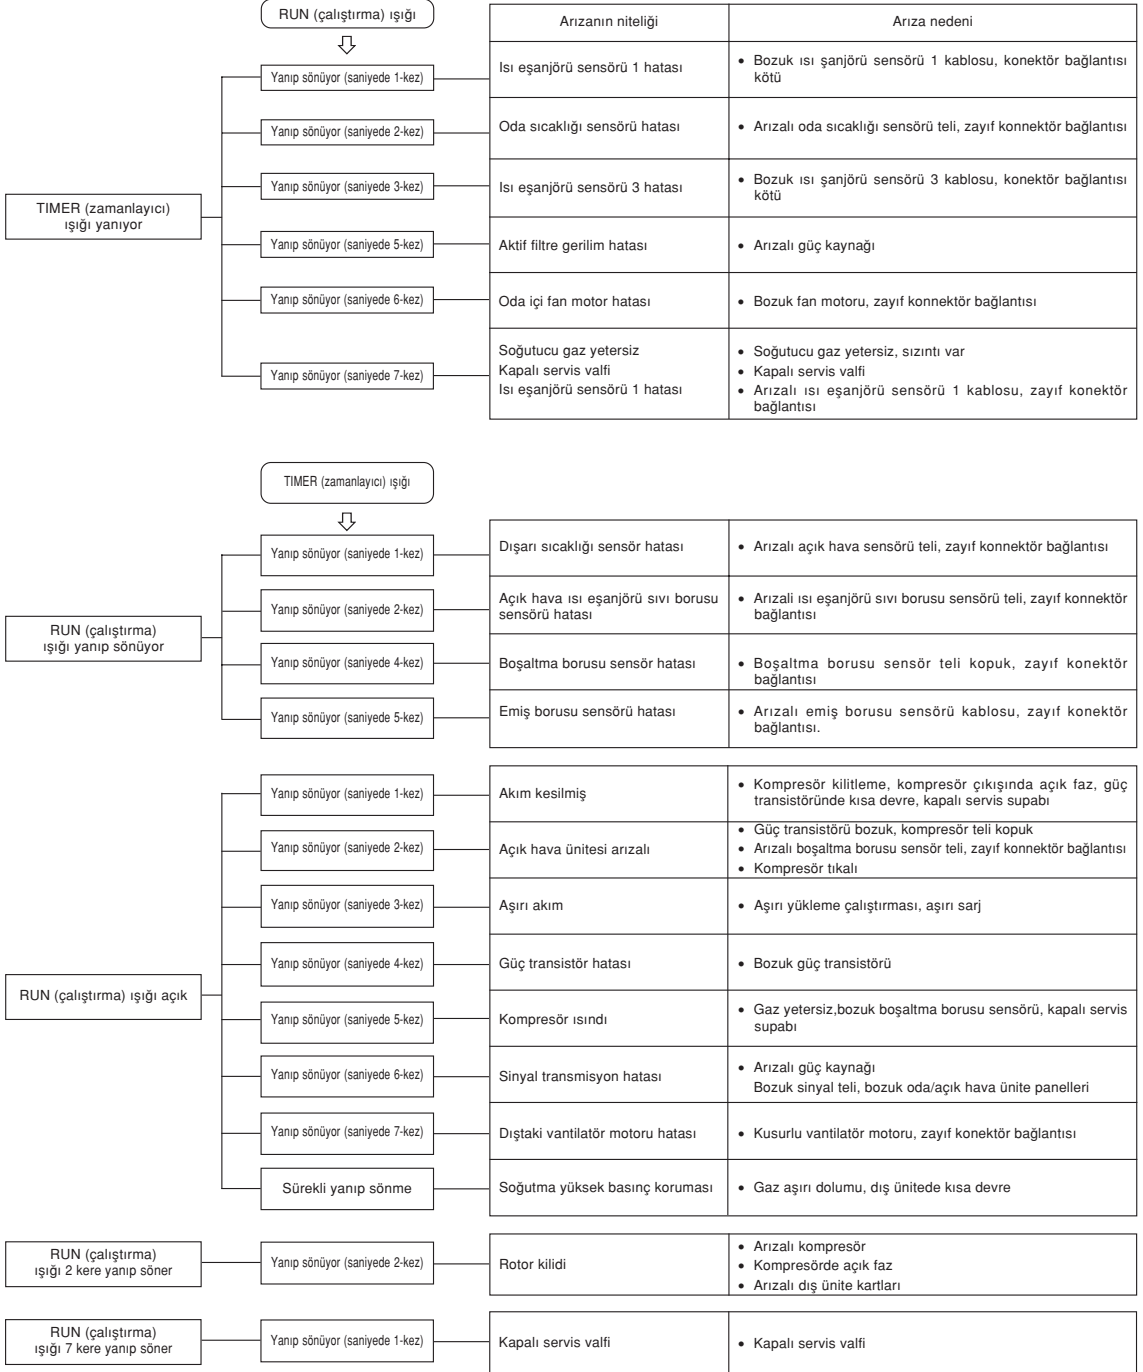 RUN (çalıştırma) ışığı
Arızanın niteliği
Arıza nedeni
TIMER (zamanlayıcı)
ışığı yanıyor
Yanıp sönüyor (saniyede 1-kez)
Isı eşanjörü sensörü 1 hatası
• Bozuk ısı şanjörü sensörü 1 kablosu, konektör bağlantısı
kötü
Yanıp sönüyor (saniyede 2-kez)
Oda sıcaklığı sensörü hatası
• Arızalı oda sıcaklığı sensörü teli, zayıf konnektör bağlantısı
Yanıp sönüyor (saniyede 3-kez)
Isı eşanjörü sensörü 3 hatası
• Bozuk ısı şanjörü sensörü 3 kablosu, konektör bağlantısı
kötü
Yanıp sönüyor (saniyede 5-kez)
Aktif filtre gerilim hatası
• Arızalı güç kaynağı
Yanıp sönüyor (saniyede 6-kez)
Oda içi fan motor hatası
• Bozuk fan motoru, zayıf konnektör bağlantısı
Yanıp sönüyor (saniyede 7-kez)
Soğutucu gaz yetersiz
Kapalı servis valfi
Isı eşanjörü sensörü 1 hatası
• Soğutucu gaz yetersiz, sızıntı var
• Kapalı servis valfi
• Arızalı ısı eşanjörü sensörü 1 kablosu, zayıf konektör
bağlantısı
TIMER (zamanlayıcı) ışığı
RUN (çalıştırma)
ışığı yanıp sönüyor
Yanıp sönüyor (saniyede 1-kez)
Dışarı sıcaklığı sensör hatası
• Arızalı açık hava sensörü teli, zayıf konnektör bağlantısı
Yanıp sönüyor (saniyede 2-kez)
Açık hava ısı eşanjörü sıvı borusu
sensörü hatası
• Arızali ısı eşanjörü sıvı borusu sensörü teli, zayıf konnektör
bağlantısı
Yanıp sönüyor (saniyede 4-kez)
Boşaltma borusu sensör hatası
• Boşaltma borusu sensör teli kopuk, zayıf konektör
bağlantısı
Yanıp sönüyor (saniyede 5-kez)
Emiş borusu sensörü hatası
• Arızalı emiş borusu sensörü kablosu, zayıf konektör
bağlantısı.
RUN (çalıştırma) ışığı açık
Yanıp sönüyor (saniyede 1-kez)
Akım kesilmiş
• Kompresör kilitleme, kompresör çıkışında açık faz, güç
transistöründe kısa devre, kapalı servis supabı
Yanıp sönüyor (saniyede 2-kez)
Açık hava ünitesi arızalı
• Güç transistörü bozuk, kompresör teli kopuk
• Arızalı boşaltma borusu sensör teli, zayıf konnektör bağlantısı
• Kompresör tıkalı
Yanıp sönüyor (saniyede 3-kez)
Aşırı akım
• Aşırı yükleme çalıştırması, aşırı sarj
Yanıp sönüyor (saniyede 4-kez)
Güç transistör hatası
• Bozuk güç transistörü
Yanıp sönüyor (saniyede 5-kez)
Kompresör ısındı
• Gaz yetersiz,bozuk boşaltma borusu sensörü, kapalı servis
supabı
Yanıp sönüyor (saniyede 6-kez)
Sinyal transmisyon hatası
• Arızalı güç kaynağı
Bozuk sinyal teli, bozuk oda/açık hava ünite panelleri
Yanıp sönüyor (saniyede 7-kez)
Dıştaki vantilatör motoru hatası
• Kusurlu vantilatör motoru, zayıf konektör bağlantısı
Sürekli yanıp sönme
Soğutma yüksek basınç koruması
• Gaz aşırı dolumu, dış ünitede kısa devre
RUN (çalıştırma)
ışığı 2 kere yanıp söner
Yanıp sönüyor (saniyede 2-kez)
Rotor kilidi
• Arızalı kompresör
• Kompresörde açık faz
• Arızalı dış ünite kartları
RUN (çalıştırma)
ışığı 7 kere yanıp söner
Yanıp sönüyor (saniyede 1-kez)
Kapalı servis valfi
• Kapalı servis valfi